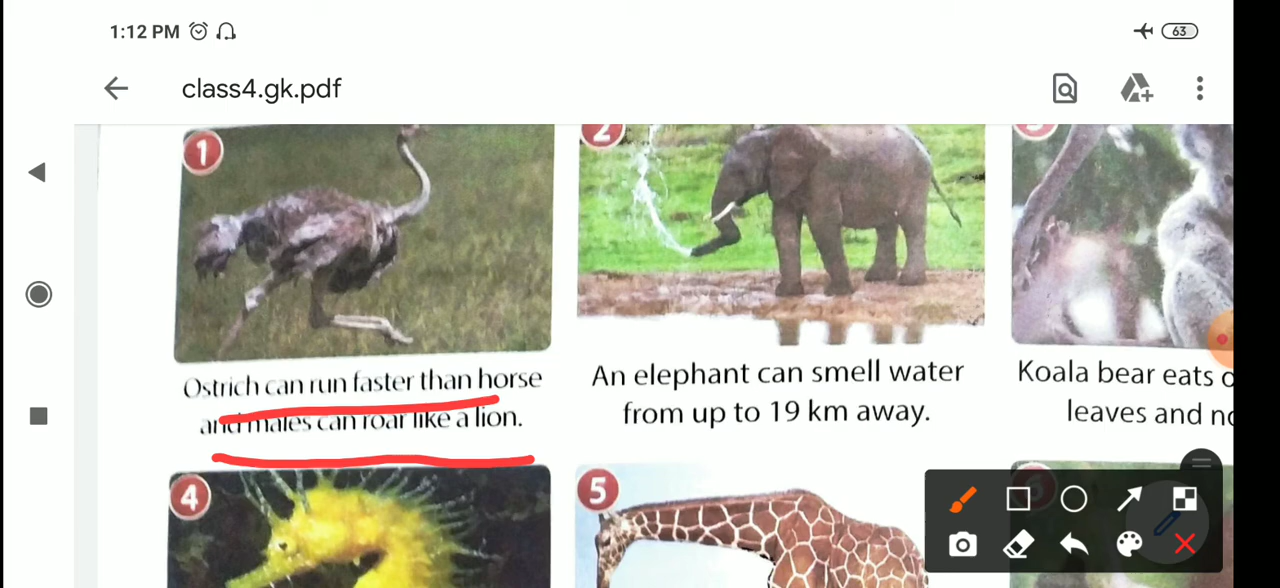 1:12 PM
63
class4.gk.pdf
1
2
3
Ostrich can run faster than horse
and males can roar like a lion.
An elephant can smell water
from up to 19 km away.
Koala bear eats
leaves and
4
5